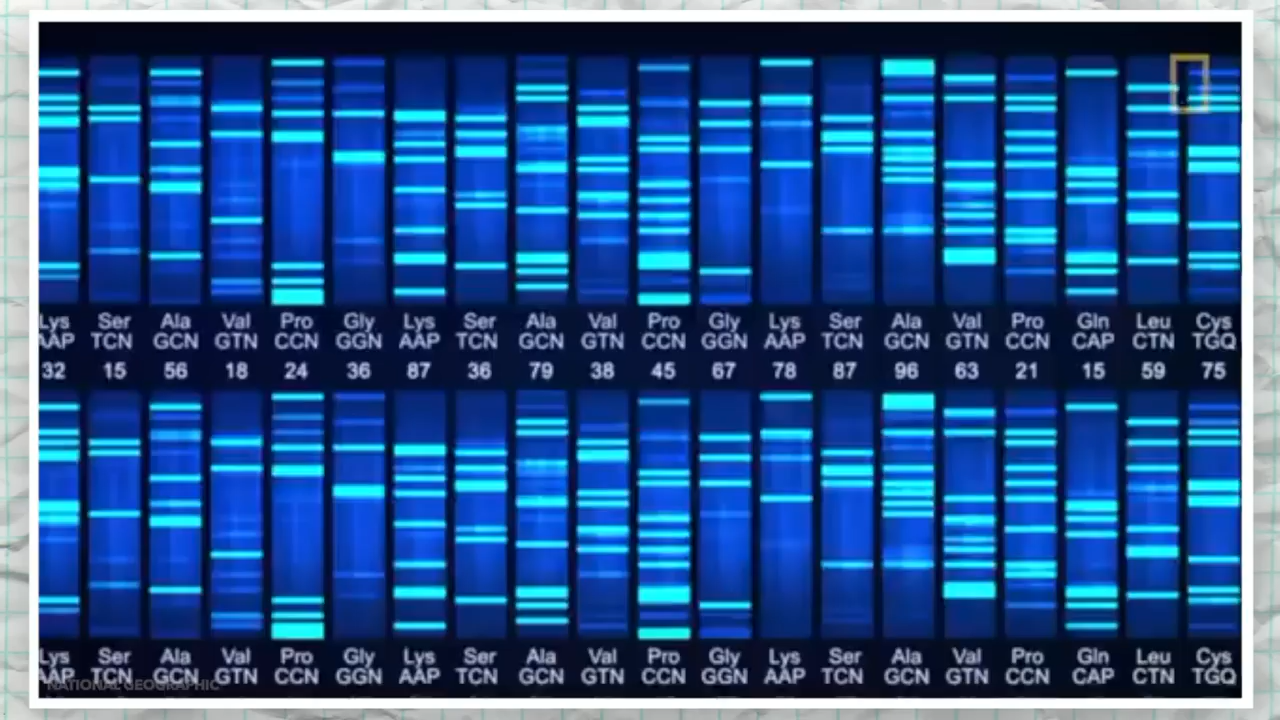 Lys Ser Ala Val Pro Gly Lys Ser Ala Val Pro Gly Lys Ser Ala Val Pro Gln Leu Cys
AAP TCN GCN GTN CCN GGN AAP TCN GCN GTN CCN GGN AAP TCN GCN GTN CCN CAP CTN TGQ
32 15 56 18 24 36 87 36 79 38 45 67 78 87 96 63 21 15 59 75
Lys Ser Ala Val Pro Gly Lys Ser Ala Val Pro Gly Lys Ser Ala Val Pro Gln Leu Cys
AAP TCN GCN GTN CCN GGN AAP TCN GCN GTN CCN GGN AAP TCN GCN GTN CCN CAP CTN TGQ
NATIONAL GEOGRAPHIC